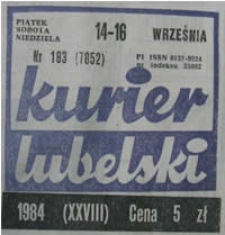 PIĄTEK
SOBOTA
NIEDZIELA
14-16 WRZEŚNIA
Nr 183 (7852)
PL ISSN 0137-9224
nr indeksu 35002
kurier
lubelski
1984 (XXVIII) Cena 5 zł